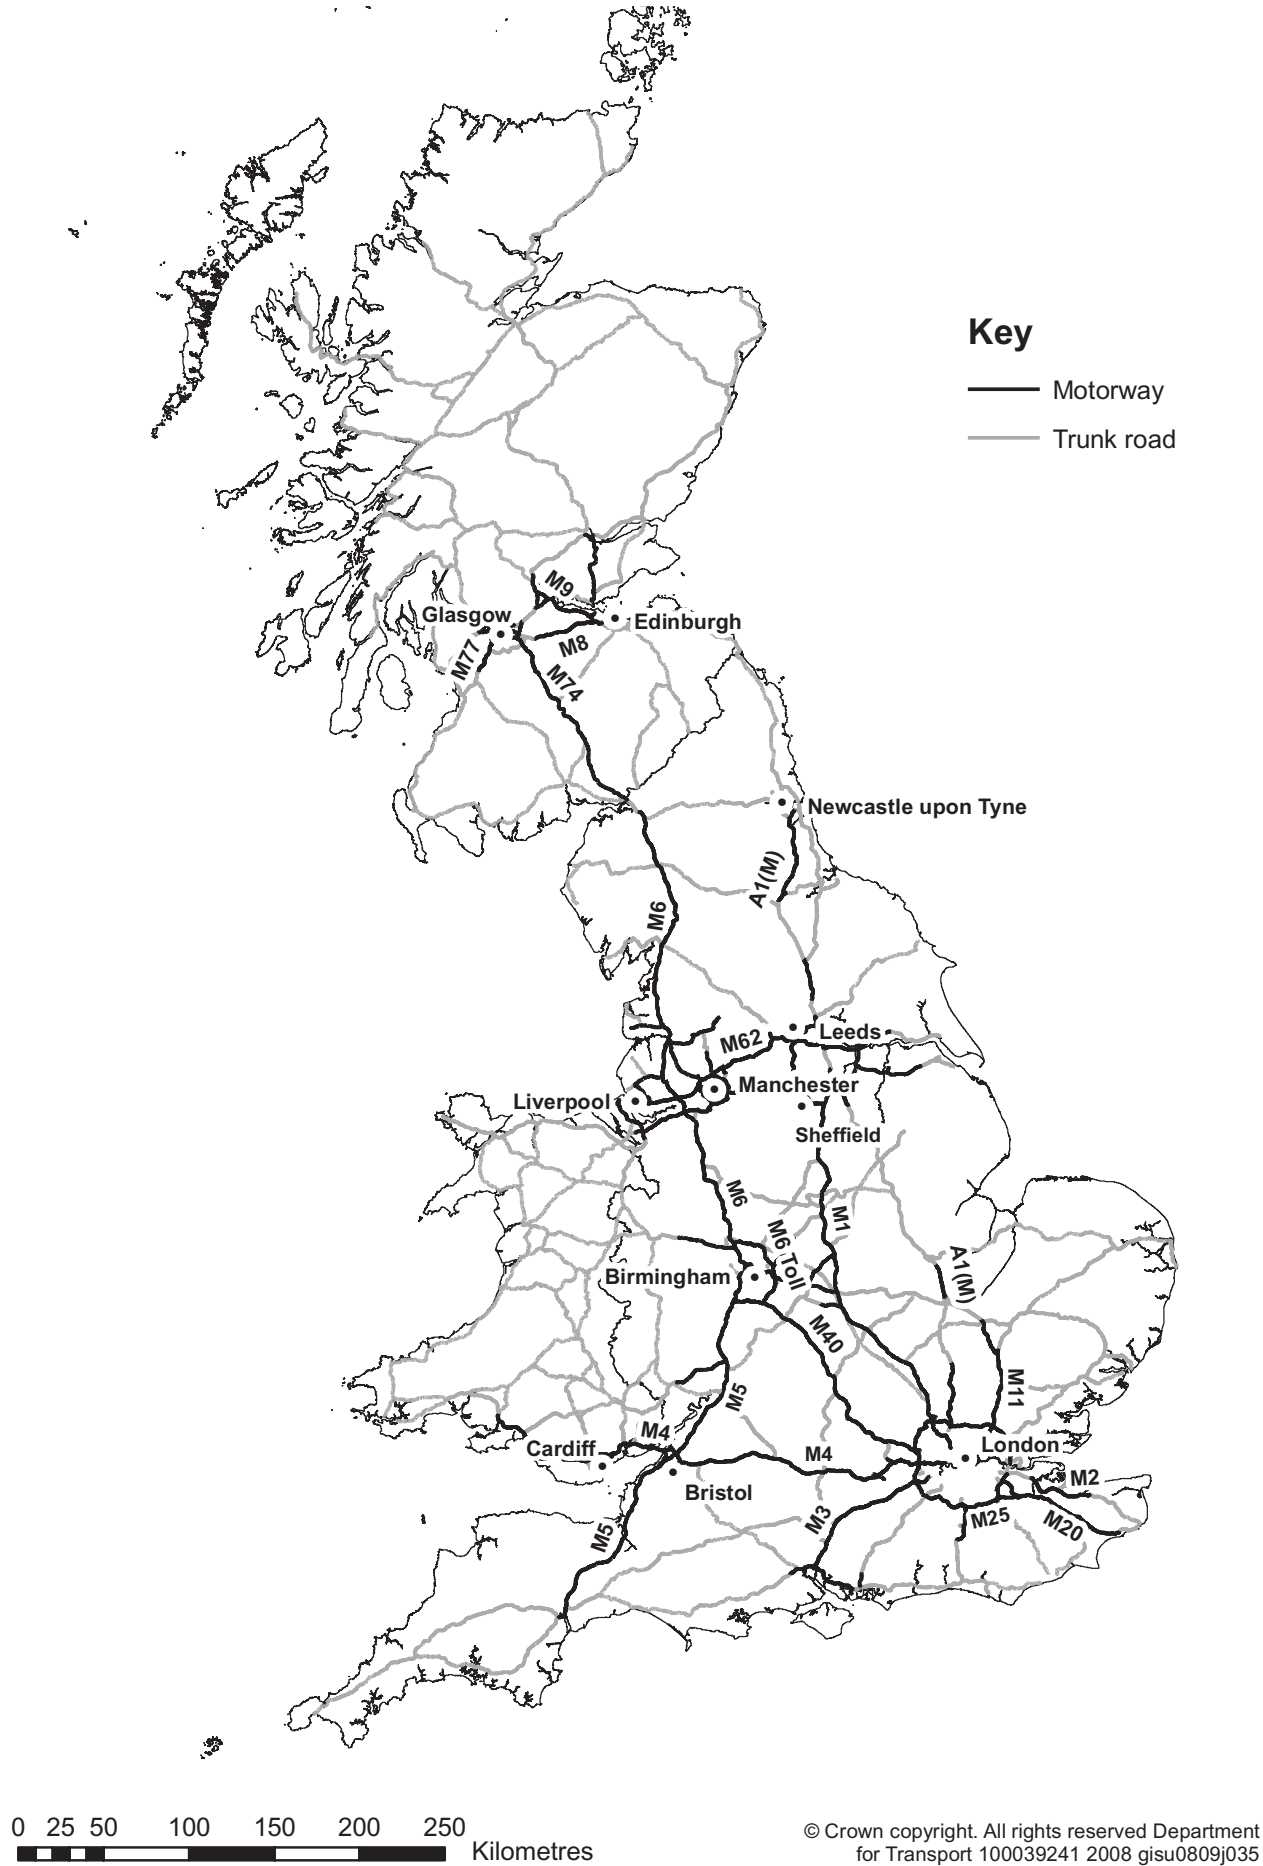 Key
Motorway
Trunk road
M9
Glasgow
Edinburgh
M8
M77
M74
Newcastle upon Tyne
A1(M)
M6
M62
Leeds
Manchester
Liverpool
Sheffield
M6
M1
M6 Toll
A1(M)
Birmingham
M40
M11
M5
M4
Cardiff
M4
London
Bristol
M2
M3
M25
M20
M5
0 25 50 100 150 200 250
Kilometres
© Crown copyright. All rights reserved Department
for Transport 100039241 2008 gisu0809j035